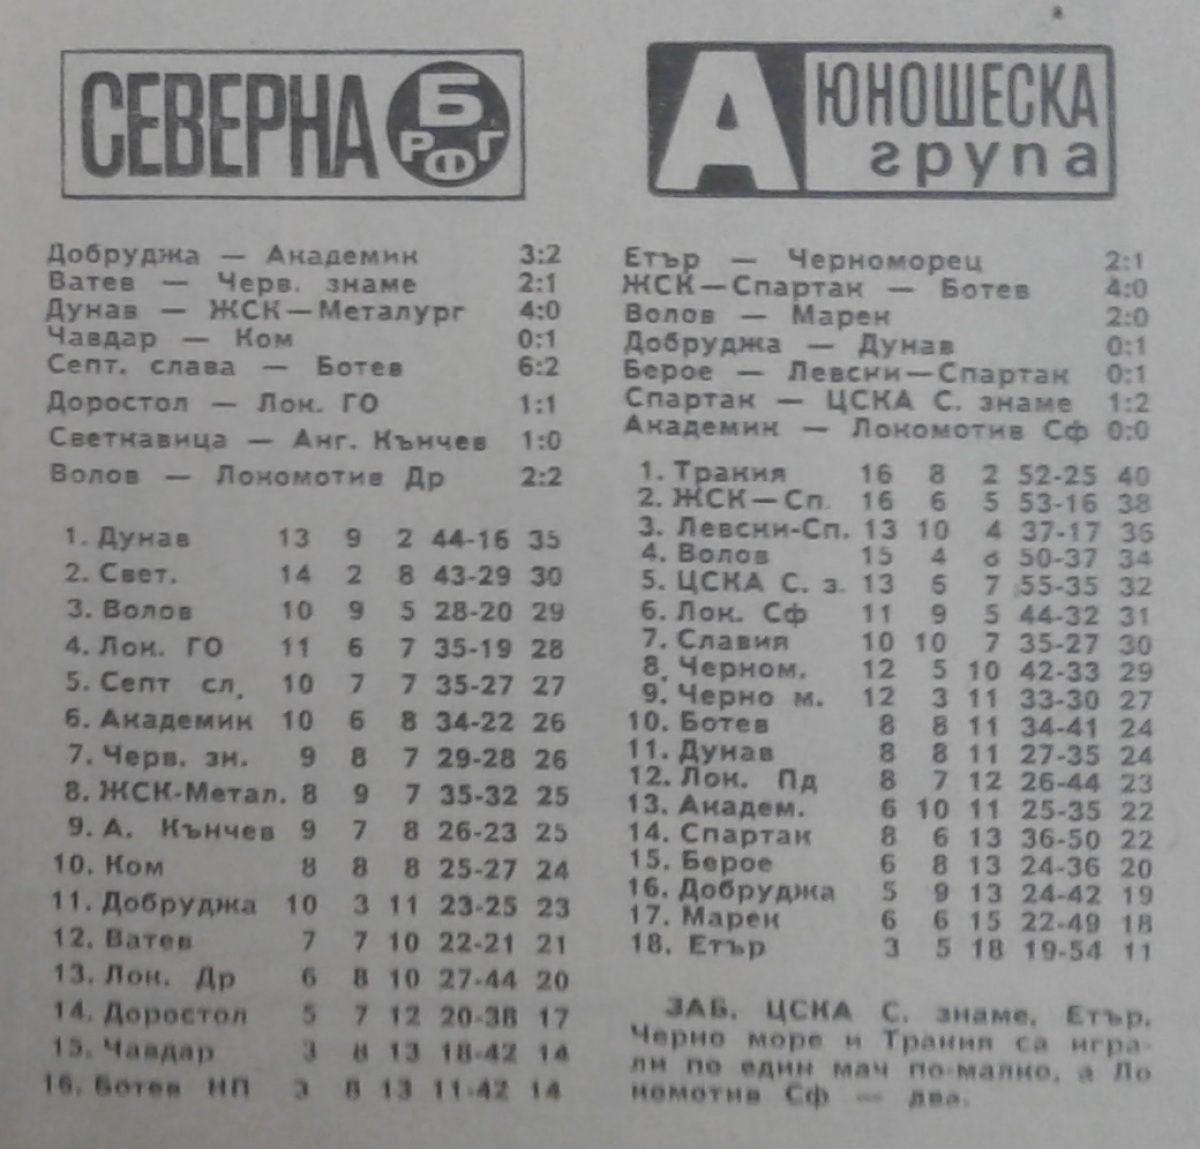 СЕВЕРНА Б РФГ
Добруджа — Академик 3:2
Ватев — Черв. знаме 2:1
Дунав — ЖСК—Металург 4:0
Чавдар — Ком 0:1
Септ. слава — Ботев 6:2
Доростол — Лок. ГО 1:1
Светкавица — Анг. Кънчев 1:0
Волов — Локомотив Др 2:2
1. Дунав 13 9 2 44-16 35
2. Свет. 14 2 8 43-29 30
3. Волов 10 9 5 28-20 29
4. Лок. ГО 11 6 7 35-19 28
5. Септ сл. 10 7 7 35-27 27
6. Академик 10 6 8 34-22 26
7. Черв. зн. 9 8 7 29-28 26
8. ЖСК-Метал. 8 9 7 35-32 25
9. А. Кънчев 9 7 8 26-23 25
10. Ком 8 8 8 25-27 24
11. Добруджа 10 3 11 23-25 23
12. Ватев 7 7 10 22-21 21
13. Лок. Др 6 8 10 27-44 20
14. Доростол 5 7 12 20-38 17
15. Чавдар 3 8 13 18-42 14
16. Ботев НП 3 8 13 11-42 14
А ЮНОШЕСКА
група
Етър — Черноморец 2:1
ЖСК—Спартак — Ботев 4:0
Волов — Марек 2:0
Добруджа — Дунав 0:1
Берое — Левски—Спартак 0:1
Спартак — ЦСКА С. знаме 1:2
Академик — Локомотив Сф 0:0
1. Тракия 16 8 2 52-25 40
2. ЖСК—Сп. 16 6 5 53-16 38
3. Левски-Сп. 13 10 4 37-17 36
4. Волов 15 4 8 50-37 34
5. ЦСКА С. з. 13 6 7 55-35 32
6. Лок. Сф 11 9 5 44-32 31
7. Славия 10 10 7 35-27 30
8. Черном. 12 5 10 42-33 29
9. Черно м. 12 3 11 33-30 27
10. Ботев 8 8 11 34-41 24
11. Дунав 8 8 11 27-35 24
12. Лок. Пд 8 7 12 26-44 23
13. Академ. 6 10 11 25-35 22
14. Спартак 8 6 13 36-50 22
15. Берое 6 8 13 24-36 20
16. Добруджа 5 9 13 24-42 19
17. Марек 6 6 15 22-49 18
18. Етър 3 5 18 19-54 11
ЗАБ. ЦСКА С. знаме, Етър,
Черно море и Тракия са игра-
ли по един мач по-малко, а Ло
комотив Сф — два.